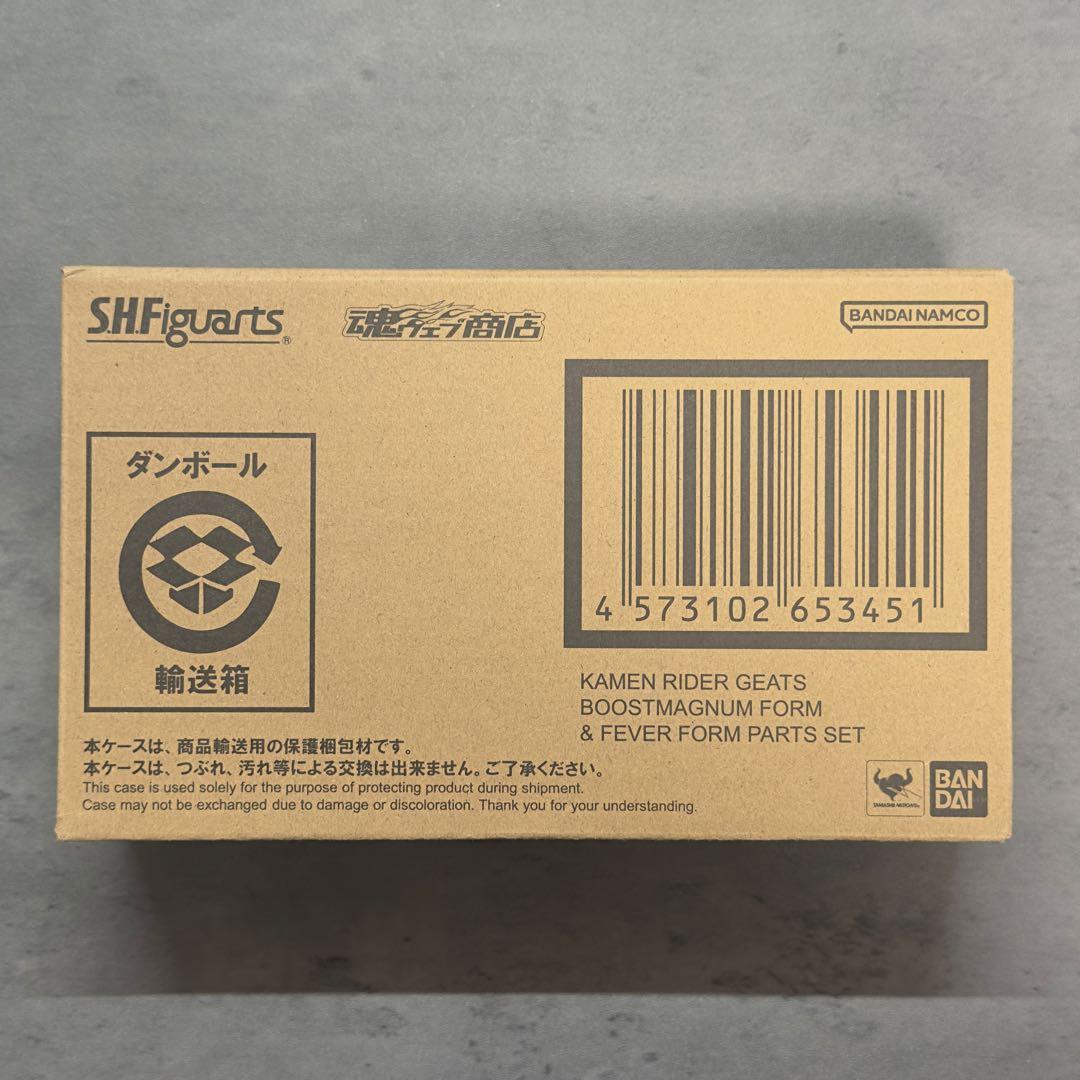 S.H.Figuarts®
魂ウェブ商店
BANDAI NAMCO
ダンボール
輸送箱
4 573102 653451
KAMEN RIDER GEATS
BOOSTMAGNUM FORM
& FEVER FORM PARTS SET
本ケースは、商品輸送用の保護梱包材です。
本ケースは、つぶれ、汚れ等による交換は出来ません。ご了承ください。
This case is used solely for the purpose of protecting product during shipment.
Case may not be exchanged due to damage or discoloration. Thank you for your understanding.
TAMASHII NATIONS
BAN
DAI